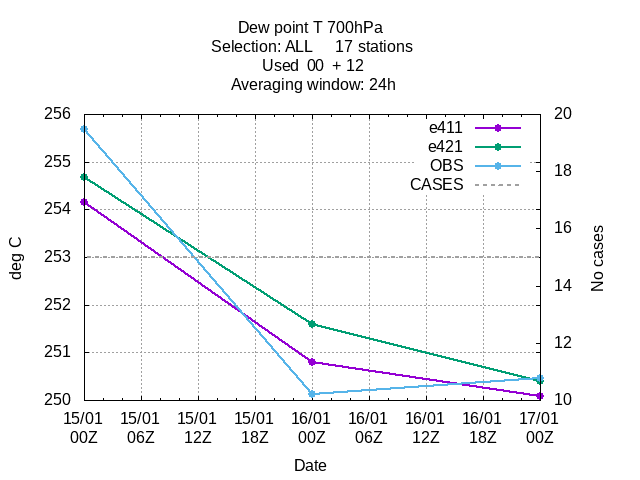 Dew point T 700hPa
Selection: ALL     17 stations
Used  00  + 12
Averaging window: 24h
256
255
254
253
252
251
250
20
18
16
14
12
10
deg C
No cases
e411
e421
OBS
CASES
15/01 15/01 15/01 15/01 16/01 16/01 16/01 16/01 17/01
00Z 06Z 12Z 18Z 00Z 06Z 12Z 18Z 00Z
Date